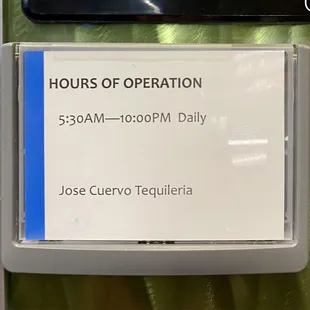 HOURS OF OPERATION
5:30AM—10:00PM Daily
Jose Cuervo Tequileria